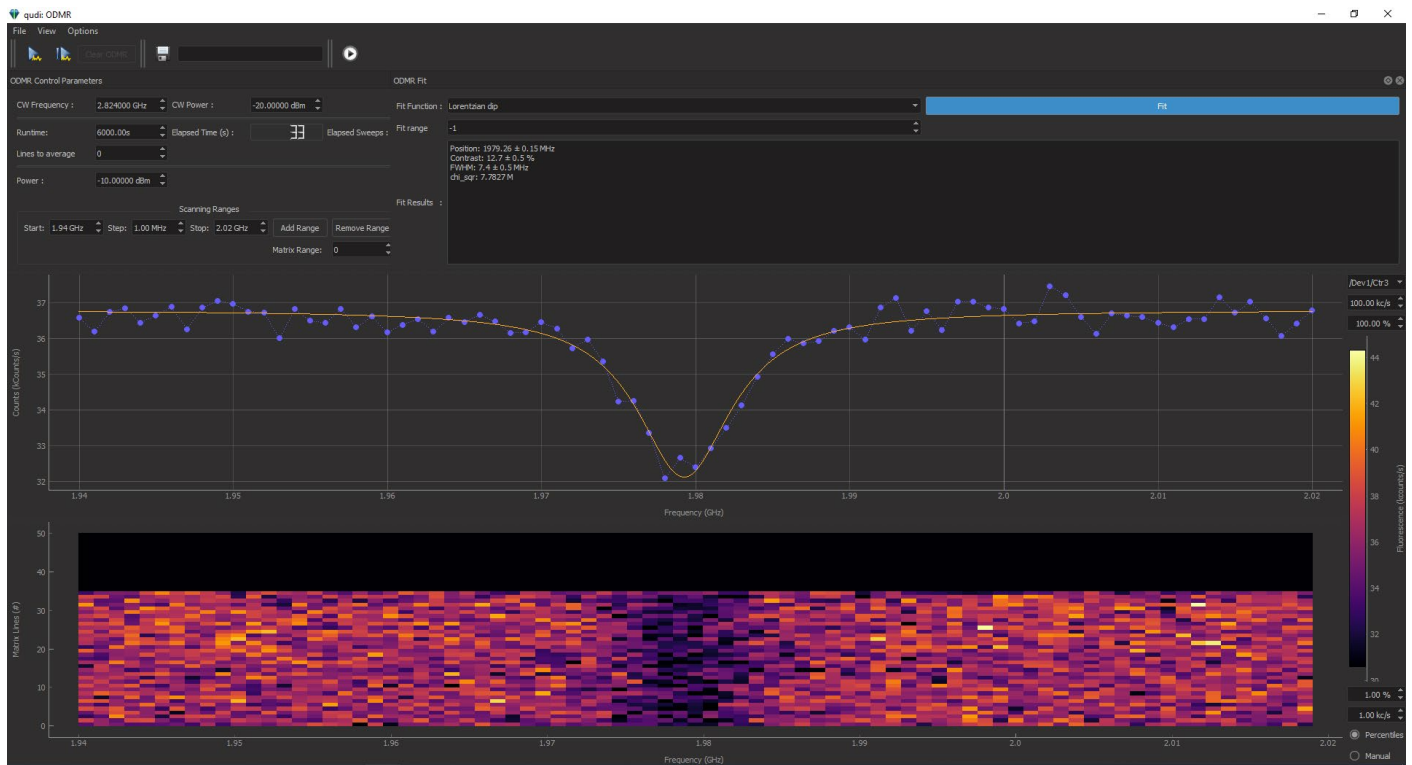 qudi: ODMR
File View Options
Clear ODMR
ODMR Control Parameters
ODMR Fit
CW Frequency : 2.824000 GHz CW Power : -20.00000 dBm
Fit Function : Lorentzian dip
Fit
Runtime: 6000.00s Elapsed Time (s) : 33 Elapsed Sweeps :
Fit range -1
Lines to average 0
Power : -10.00000 dBm
Position: 1979.26 ± 0.15 MHz
Contrast: 12.7 ± 0.5 %
FWHM: 7.4 ± 0.5 MHz
chi_sqr: 7.7827 M
Fit Results :
Scanning Ranges
Start: 1.94 GHz Step: 1.00 MHz Stop: 2.02 GHz Add Range Remove Range
Matrix Range: 0
/Dev1/Ctr3
100.00 kc/s
100.00 %
37
36
35
34
33
32
Counts (kCounts/s)
1.94 1.95 1.96 1.97 1.98 1.99 2.0 2.01 2.02
Frequency (GHz)
44
42
40
38
36
34
32
30
Fluorescence (kcounts/s)
50
40
30
20
10
0
Matrix Lines (#)
1.94 1.95 1.96 1.97 1.98 1.99 2.0 2.01 2.02
Frequency (GHz)
1.00 %
1.00 kc/s
Percentiles
Manual